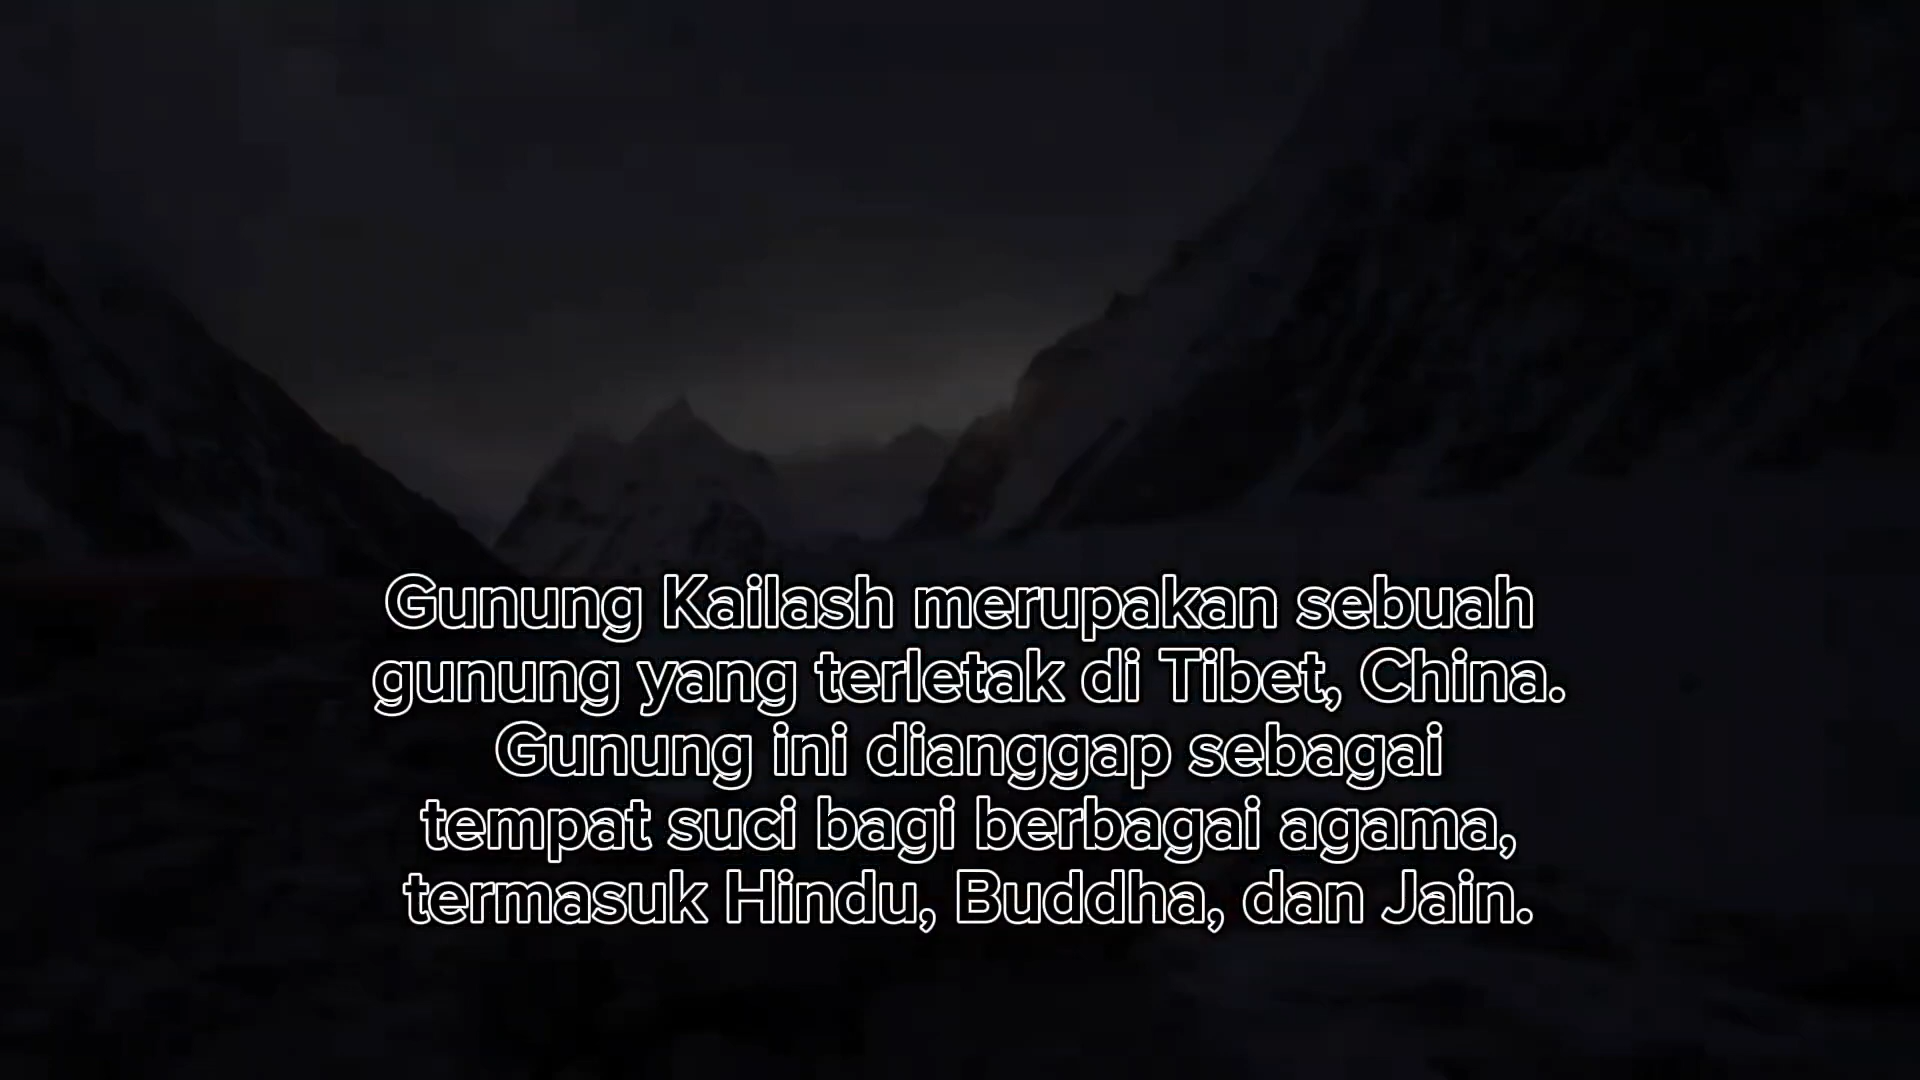 Gunung Kailash merupakan sebuah
gunung yang terletak di Tibet, China.
Gunung ini dianggap sebagai
tempat suci bagi berbagai agama,
termasuk Hindu, Buddha, dan Jain.